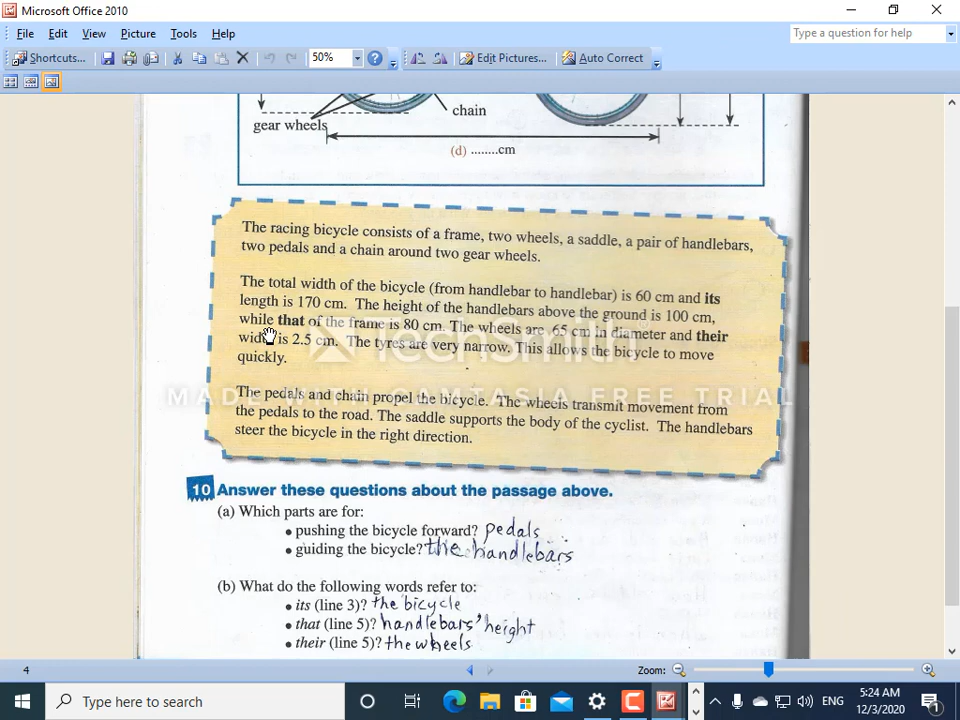 Microsoft Office 2010
File Edit View Picture Tools Help
Type a question for help
Shortcuts... 50% Edit Pictures... Auto Correct
chain
gear wheels
(d) ........cm
The racing bicycle consists of a frame, two wheels, a saddle, a pair of handlebars,
two pedals and a chain around two gear wheels.
The total width of the bicycle (from handlebar to handlebar) is 60 cm and its
length is 170 cm. The height of the handlebars above the ground is 100 cm,
while that of the frame is 80 cm. The wheels are 65 cm in diameter and their
width is 2.5 cm. The tyres are very narrow. This allows the bicycle to move
quickly.
TechSmith
MADE WITH CAMTASIA FREE TRIAL
The pedals and chain propel the bicycle. The wheels transmit movement from
the pedals to the road. The saddle supports the body of the cyclist. The handlebars
steer the bicycle in the right direction.
10 Answer these questions about the passage above.
(a) Which parts are for:
• pushing the bicycle forward? pedals
• guiding the bicycle? the handlebars
(b) What do the following words refer to:
• its (line 3)? the bicycle
• that (line 5)? handlebars' height
• their (line 5)? the wheels
4 Zoom:
Type here to search
ENG
5:24 AM
12/3/2020
1